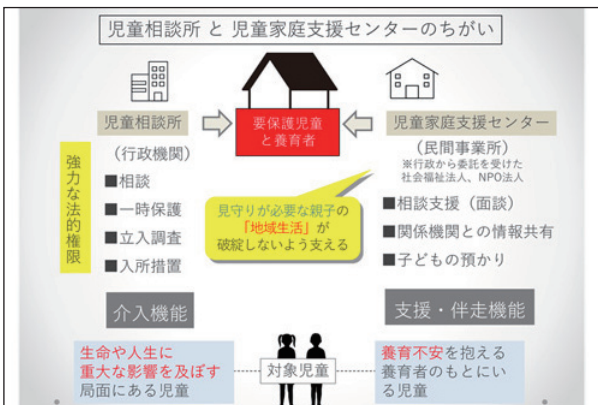 児童相談所 と 児童家庭支援センターのちがい
児童相談所
(行政機関)
強力な法的権限
■相談
■一時保護
■立入調査
■入所措置
介入機能
生命や人生に
重大な影響を及ぼす
局面にある児童
要保護児童
と養育者
見守りが必要な親子の
「地域生活」が
破綻しないよう支える
対象児童
児童家庭支援センター
(民間事業所)
※行政から委託を受けた
社会福祉法人、NPO法人
■相談支援(面談)
■関係機関との情報共有
■子どもの預かり
支援・伴走機能
養育不安を抱える
養育者のもとにい
る児童